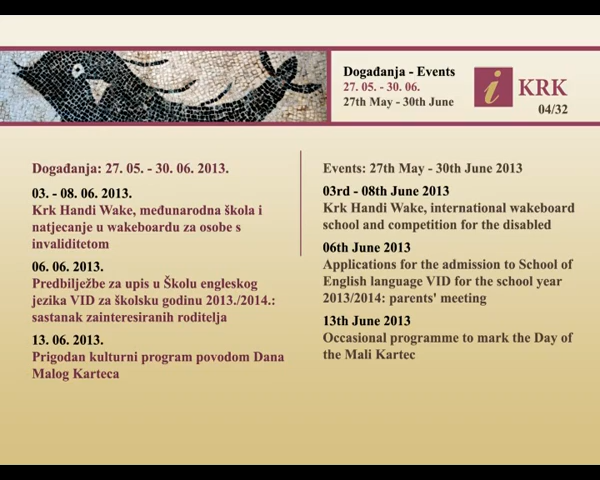 Događanja - Events
27. 05. - 30. 06.
27th May - 30th June
i KRK
04/32
Događanja: 27. 05. - 30. 06. 2013.
03. - 08. 06. 2013.
Krk Handi Wake, međunarodna škola i
natjecanje u wakeboardu za osobe s
invaliditetom
06. 06. 2013.
Predbilježbe za upis u Školu engleskog
jezika VID za školsku godinu 2013./2014.:
sastanak zainteresiranih roditelja
13. 06. 2013.
Prigodan kulturni program povodom Dana
Malog Karteca
Events: 27th May - 30th June 2013
03rd - 08th June 2013
Krk Handi Wake, international wakeboard
school and competition for the disabled
06th June 2013
Applications for the admission to School of
English language VID for the school year
2013/2014: parents' meeting
13th June 2013
Occasional programme to mark the Day of
the Mali Kartec